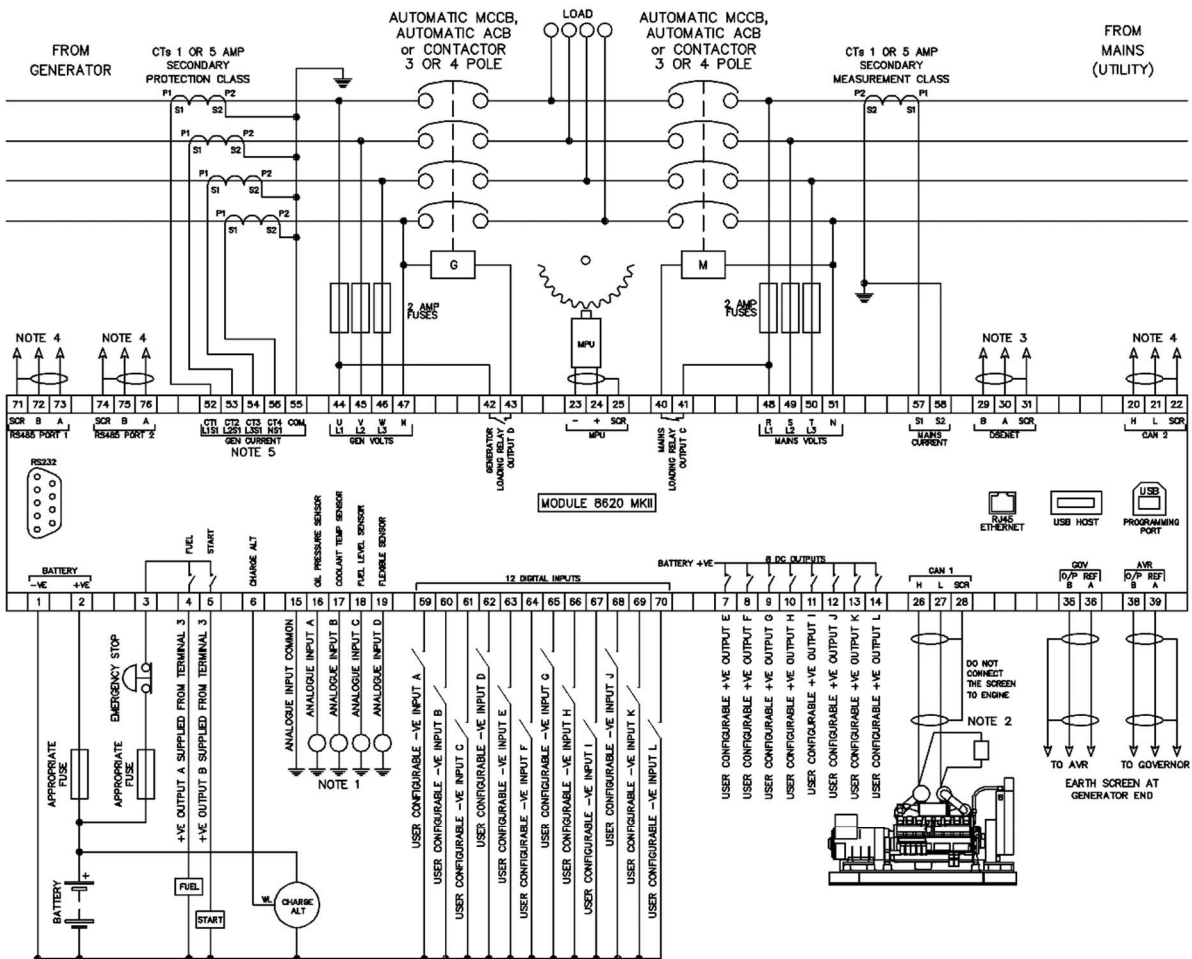 FROM
GENERATOR
CTs 1 OR 5 AMP
SECONDARY
PROTECTION CLASS
AUTOMATIC MCCB,
AUTOMATIC ACB
or CONTACTOR
3 OR 4 POLE
LOAD
AUTOMATIC MCCB,
AUTOMATIC ACB
or CONTACTOR
3 OR 4 POLE
CTs 1 OR 5 AMP
SECONDARY
MEASUREMENT CLASS
FROM
MAINS
(UTILITY)
P1 P2
S1 S2
P1 P2
S1 S2
P1 P2
S1 S2
P1 P2
S1 S2
P2 P1
S2 S1
G
M
2 AMP
FUSES
MPU
2 AMP
FUSES
NOTE 4
NOTE 4
NOTE 3
NOTE 4
71 72 73 74 75 76 52 53 54 56 55 44 45 46 47 42 43 23 24 25 40 41 48 49 50 51 57 58 29 30 31 20 21 22
SCR B A
RS485 PORT 1
SCR B A
RS485 PORT 2
CT1 CT2 CT3 CT4 COM
L1S1 L2S1 L3S1 NS1
GEN CURRENT
NOTE 5
U V W N
L1 L2 L3
GEN VOLTS
GENERATOR
LOADING RELAY
OUTPUT D
- + SCR
MPU
MAINS
LOADING RELAY
OUTPUT C
R S T N
L1 L2 L3
MAINS VOLTS
S1 S2
MAINS
CURRENT
B A SCR
DSENET
H L SCR
CAN 2
RS232
MODULE 8620 MKII
RJ45
ETHERNET
USB HOST
USB
PROGRAMMING
PORT
BATTERY
-VE +VE
FUEL
START
CHARGE ALT
OIL PRESSURE SENSOR
COOLANT TEMP SENSOR
FUEL LEVEL SENSOR
FLEXIBLE SENSOR
12 DIGITAL INPUTS
BATTERY +VE
8 DC OUTPUTS
CAN 1
H L SCR
GOV
O/P REF
B A
AVR
O/P REF
B A
1 2 3 4 5 6 15 16 17 18 19 59 60 61 62 63 64 65 66 67 68 69 70 7 8 9 10 11 12 13 14 26 27 28 35 36 38 39
EMERGENCY STOP
APPROPRIATE
FUSE
APPROPRIATE
FUSE
+VE OUTPUT A SUPPLIED FROM TERMINAL 3
+VE OUTPUT B SUPPLIED FROM TERMINAL 3
ANALOGUE INPUT COMMON
ANALOGUE INPUT A
ANALOGUE INPUT B
ANALOGUE INPUT C
ANALOGUE INPUT D
NOTE 1
USER CONFIGURABLE -VE INPUT A
USER CONFIGURABLE -VE INPUT B
USER CONFIGURABLE -VE INPUT C
USER CONFIGURABLE -VE INPUT D
USER CONFIGURABLE -VE INPUT E
USER CONFIGURABLE -VE INPUT F
USER CONFIGURABLE -VE INPUT G
USER CONFIGURABLE -VE INPUT H
USER CONFIGURABLE -VE INPUT I
USER CONFIGURABLE -VE INPUT J
USER CONFIGURABLE -VE INPUT K
USER CONFIGURABLE -VE INPUT L
USER CONFIGURABLE +VE OUTPUT E
USER CONFIGURABLE +VE OUTPUT F
USER CONFIGURABLE +VE OUTPUT G
USER CONFIGURABLE +VE OUTPUT H
USER CONFIGURABLE +VE OUTPUT I
USER CONFIGURABLE +VE OUTPUT J
USER CONFIGURABLE +VE OUTPUT K
USER CONFIGURABLE +VE OUTPUT L
DO NOT
CONNECT
THE SCREEN
TO ENGINE
NOTE 2
TO AVR
TO GOVERNOR
EARTH SCREEN AT
GENERATOR END
BATTERY
+
FUEL
START
WL
CHARGE
ALT